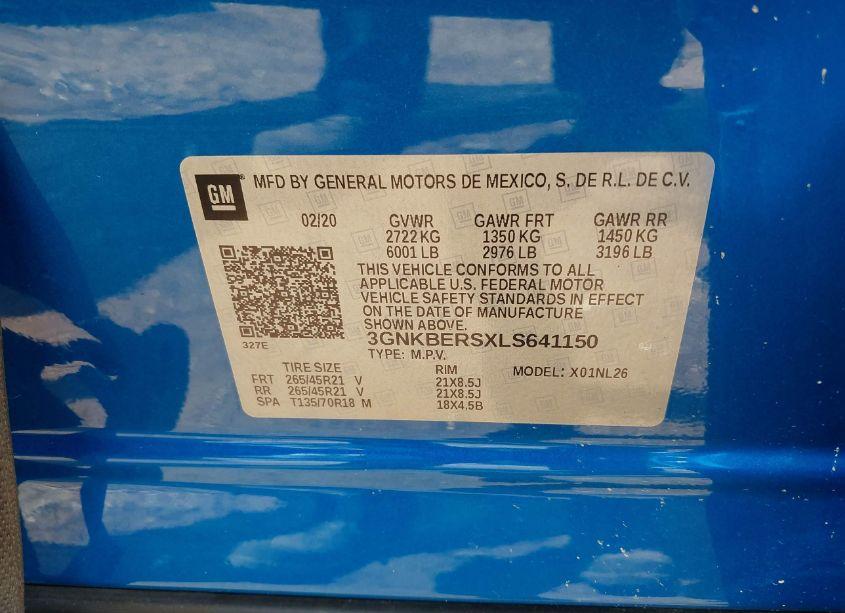 GM MFD BY GENERAL MOTORS DE MEXICO, S. DE R.L. DE C.V.
02/20 GVWR GAWR FRT GAWR RR
2722 KG 1350 KG 1450 KG
6001 LB 2976 LB 3196 LB
THIS VEHICLE CONFORMS TO ALL
APPLICABLE U.S. FEDERAL MOTOR
VEHICLE SAFETY STANDARDS IN EFFECT
ON THE DATE OF MANUFACTURE
SHOWN ABOVE.
3GNKBERSXLS641150
327E
TYPE: M.P.V.
TIRE SIZE RIM MODEL: X01NL26
FRT 265/45R21 V 21X8.5J
RR 265/45R21 V 21X8.5J
SPA T135/70R18 M 18X4.5B